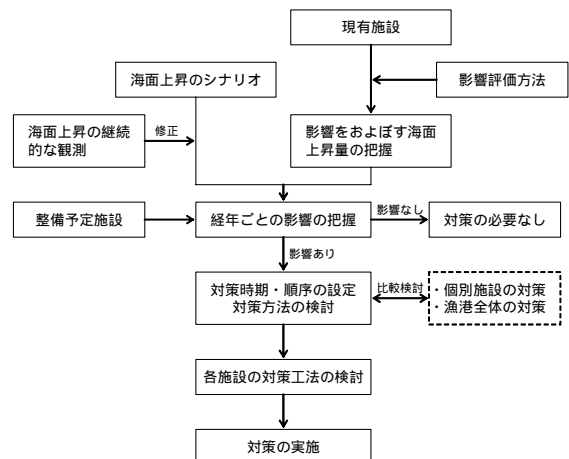 現有施設
海面上昇のシナリオ
影響評価方法
海面上昇の継続
的な観測
修正
影響をおよぼす海面
上昇量の把握
整備予定施設
経年ごとの影響の把握
影響なし
対策の必要なし
影響あり
対策時期・順序の設定
対策方法の検討
比較検討
・個別施設の対策
・漁港全体の対策
各施設の対策工法の検討
対策の実施